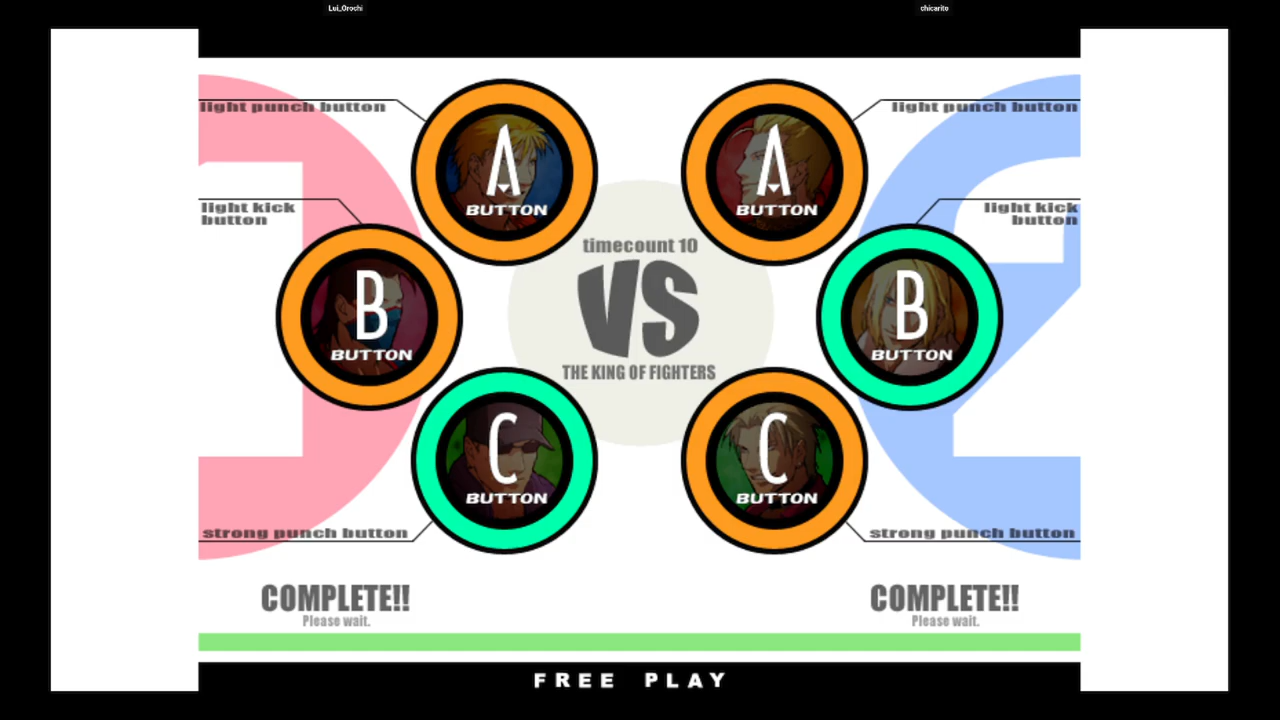 Lui_Orochi
chicarito
light punch button
A
BUTTON
A
BUTTON
light punch button
light kick
button
B
BUTTON
timecount 10
VS
THE KING OF FIGHTERS
light kick
button
B
BUTTON
C
BUTTON
C
BUTTON
strong punch button
strong punch button
COMPLETE!!
Please wait.
COMPLETE!!
Please wait.
FREE PLAY